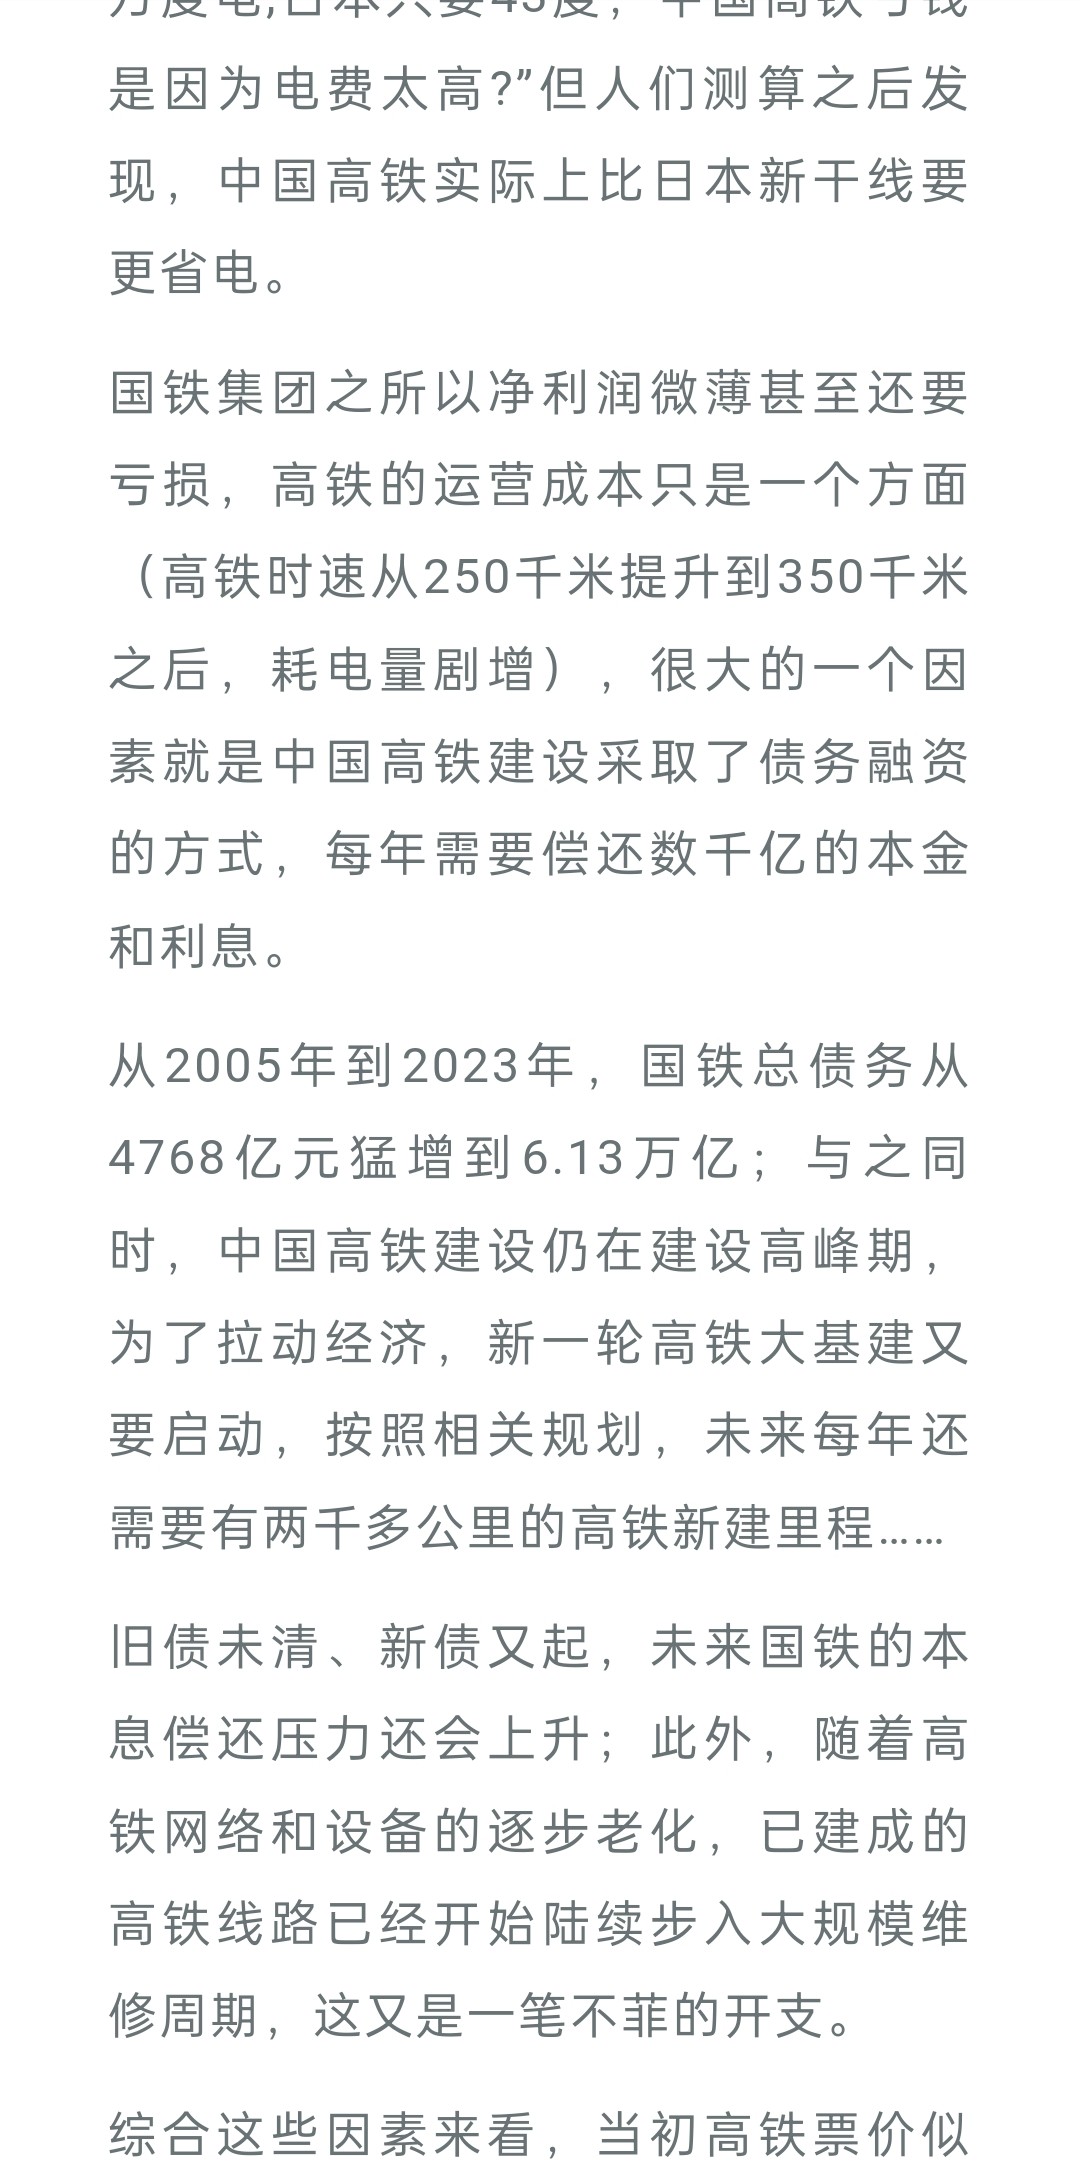 万度电,日本只要45度，中国高铁亏钱
是因为电费太高?”但人们测算之后发
现，中国高铁实际上比日本新干线要
更省电。
国铁集团之所以净利润微薄甚至还要
亏损，高铁的运营成本只是一个方面
（高铁时速从250千米提升到350千米
之后，耗电量剧增），很大的一个因
素就是中国高铁建设采取了债务融资
的方式，每年需要偿还数千亿的本金
和利息。
从2005年到2023年，国铁总债务从
4768亿元猛增到6.13万亿；与之同
时，中国高铁建设仍在建设高峰期，
为了拉动经济，新一轮高铁大基建又
要启动，按照相关规划，未来每年还
需要有两千多公里的高铁新建里程……
旧债未清、新债又起，未来国铁的本
息偿还压力还会上升；此外，随着高
铁网络和设备的逐步老化，已建成的
高铁线路已经开始陆续步入大规模维
修周期，这又是一笔不菲的开支。
综合这些因素来看，当初高铁票价似